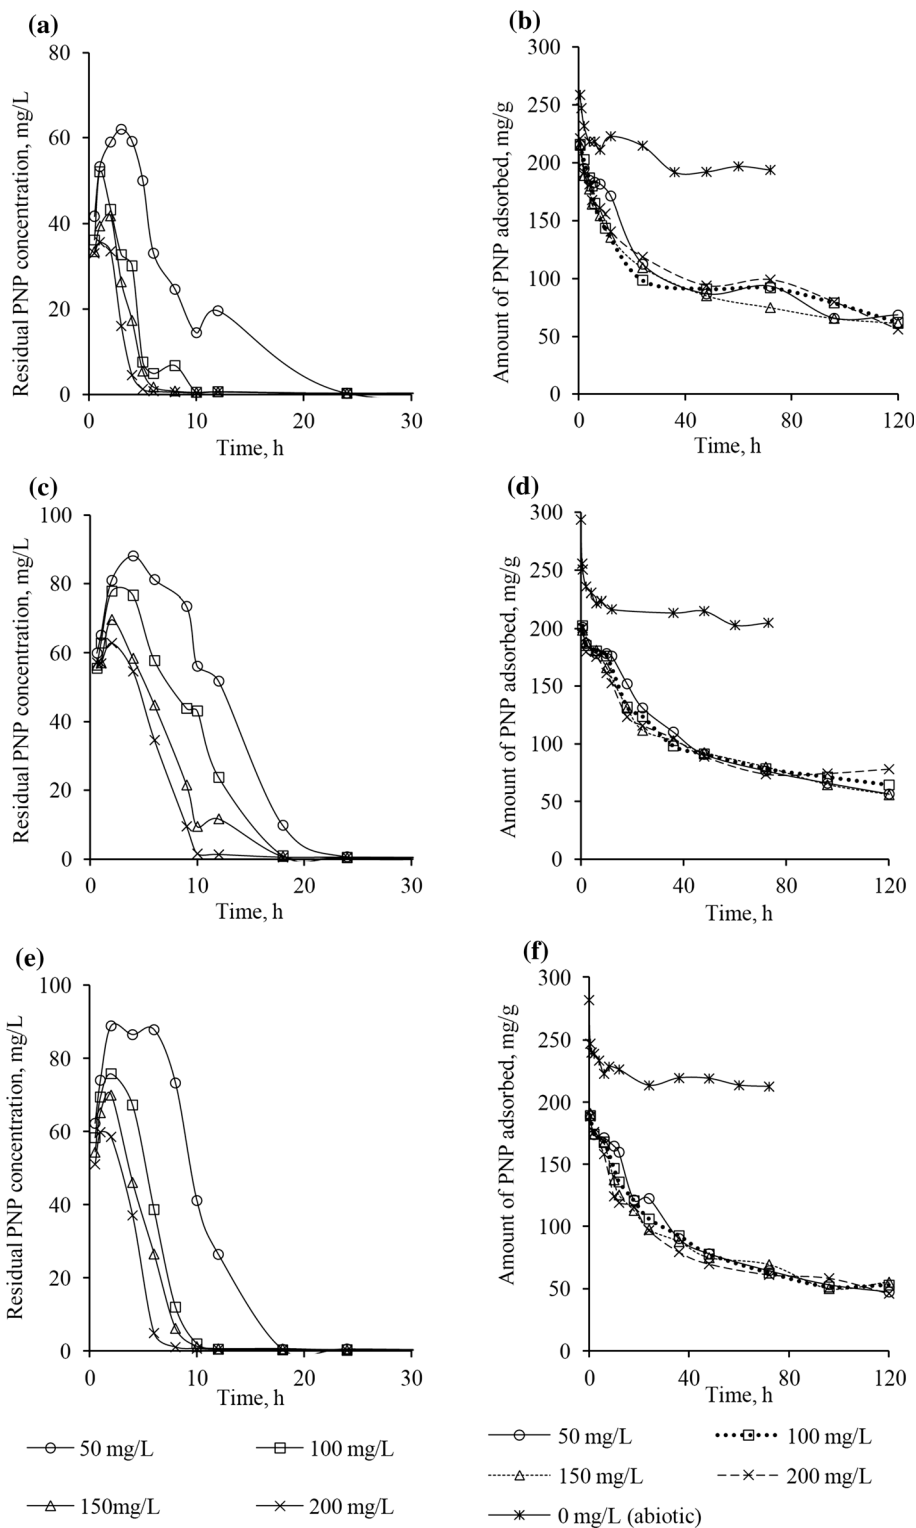 (a)
80
60
40
20
0
0 10 20 30
Residual PNP concentration, mg/L
Time, h
(b)
300
250
200
150
100
50
0
0 40 80 120
Amount of PNP adsorbed, mg/g
Time, h
(c)
100
80
60
40
20
0
0 10 20 30
Residual PNP concentration, mg/L
Time, h
(d)
300
250
200
150
100
50
0
0 40 80 120
Amount of PNP adsorbed, mg/g
Time, h
(e)
100
80
60
40
20
0
0 10 20 30
Residual PNP concentration, mg/L
Time, h
(f)
300
250
200
150
100
50
0
0 40 80 120
Amount of PNP adsorbed, mg/g
Time, h
50 mg/L 100 mg/L
150mg/L 200 mg/L
50 mg/L 100 mg/L
150 mg/L 200 mg/L
0 mg/L (abiotic)